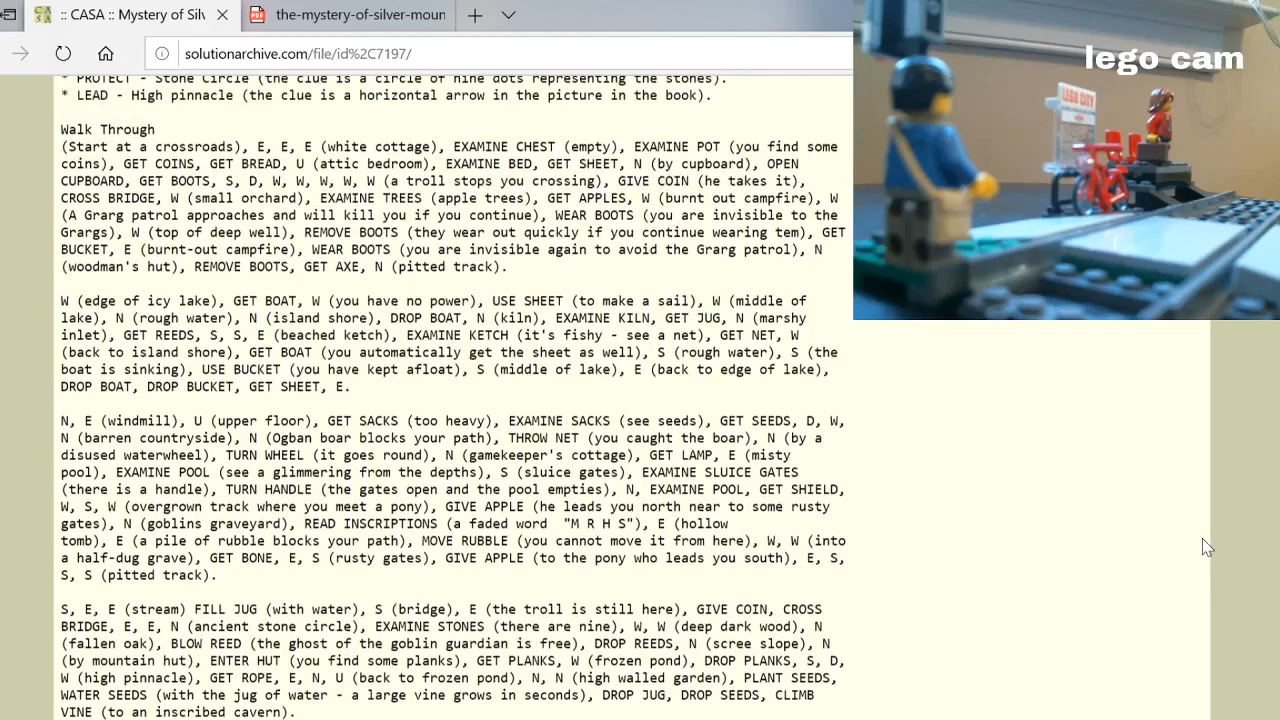 :: CASA :: Mystery of Silv
the-mystery-of-silver-moun
solutionarchive.com/file/id%2C7197/
lego cam
LEGO CITY
* PROTECT - Stone Circle (the clue is a circle of nine dots representing the stones).
* LEAD - High pinnacle (the clue is a horizontal arrow in the picture in the book).
Walk Through
(Start at a crossroads), E, E, E (white cottage), EXAMINE CHEST (empty), EXAMINE POT (you find some
coins), GET COINS, GET BREAD, U (attic bedroom), EXAMINE BED, GET SHEET, N (by cupboard), OPEN
CUPBOARD, GET BOOTS, S, D, W, W, W, W, W (a troll stops you crossing), GIVE COIN (he takes it),
CROSS BRIDGE, W (small orchard), EXAMINE TREES (apple trees), GET APPLES, W (burnt out campfire), W
(A Grarg patrol approaches and will kill you if you continue), WEAR BOOTS (you are invisible to the
Grargs), W (top of deep well), REMOVE BOOTS (they wear out quickly if you continue wearing tem), GET
BUCKET, E (burnt-out campfire), WEAR BOOTS (you are invisible again to avoid the Grarg patrol), N
(woodman's hut), REMOVE BOOTS, GET AXE, N (pitted track).
W (edge of icy lake), GET BOAT, W (you have no power), USE SHEET (to make a sail), W (middle of
lake), N (rough water), N (island shore), DROP BOAT, N (kiln), EXAMINE KILN, GET JUG, N (marshy
inlet), GET REEDS, S, S, E (beached ketch), EXAMINE KETCH (it's fishy - see a net), GET NET, W
(back to island shore), GET BOAT (you automatically get the sheet as well), S (rough water), S (the
boat is sinking), USE BUCKET (you have kept afloat), S (middle of lake), E (back to edge of lake),
DROP BOAT, DROP BUCKET, GET SHEET, E.
N, E (windmill), U (upper floor), GET SACKS (too heavy), EXAMINE SACKS (see seeds), GET SEEDS, D, W,
N (barren countryside), N (Ogban boar blocks your path), THROW NET (you caught the boar), N (by a
disused waterwheel), TURN WHEEL (it goes round), N (gamekeeper's cottage), GET LAMP, E (misty
pool), EXAMINE POOL (see a glimmering from the depths), S (sluice gates), EXAMINE SLUICE GATES
(there is a handle), TURN HANDLE (the gates open and the pool empties), N, EXAMINE POOL, GET SHIELD,
W, S, W (overgrown track where you meet a pony), GIVE APPLE (he leads you north near to some rusty
gates), N (goblins graveyard), READ INSCRIPTIONS (a faded word  "M R H S"), E (hollow
tomb), E (a pile of rubble blocks your path), MOVE RUBBLE (you cannot move it from here), W, W (into
a half-dug grave), GET BONE, E, S (rusty gates), GIVE APPLE (to the pony who leads you south), E, S,
S, S (pitted track).
S, E, E (stream) FILL JUG (with water), S (bridge), E (the troll is still here), GIVE COIN, CROSS
BRIDGE, E, E, N (ancient stone circle), EXAMINE STONES (there are nine), W, W (deep dark wood), N
(fallen oak), BLOW REED (the ghost of the goblin guardian is free), DROP REEDS, N (scree slope), N
(by mountain hut), ENTER HUT (you find some planks), GET PLANKS, W (frozen pond), DROP PLANKS, S, D,
W (high pinnacle), GET ROPE, E, N, U (back to frozen pond), N, N (high walled garden), PLANT SEEDS,
WATER SEEDS (with the jug of water - a large vine grows in seconds), DROP JUG, DROP SEEDS, CLIMB
VINE (to an inscribed cavern).